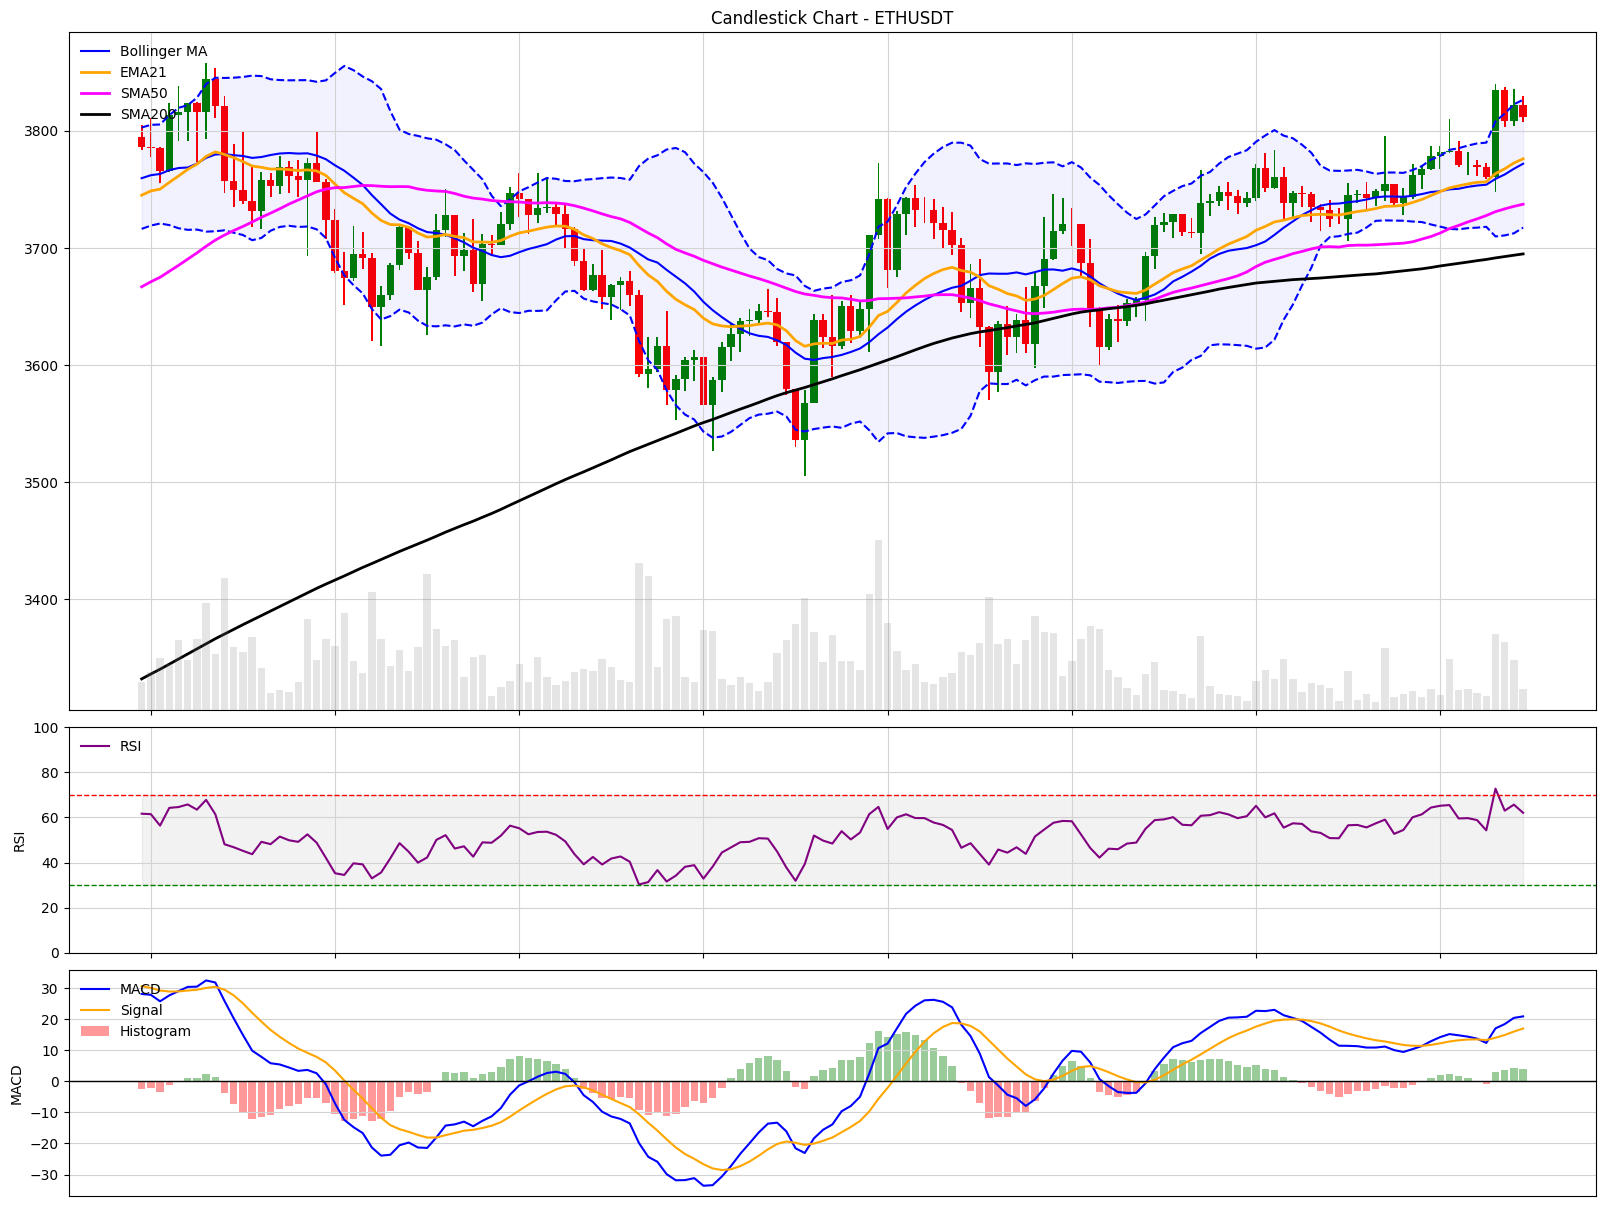 Candlestick Chart - ETHUSDT
Bollinger MA
EMA21
SMA50
SMA200
3800
3700
3600
3500
3400
RSI
100
80
60
40
20
0
RSI
MACD
Signal
Histogram
30
20
10
0
−10
−20
−30
MACD